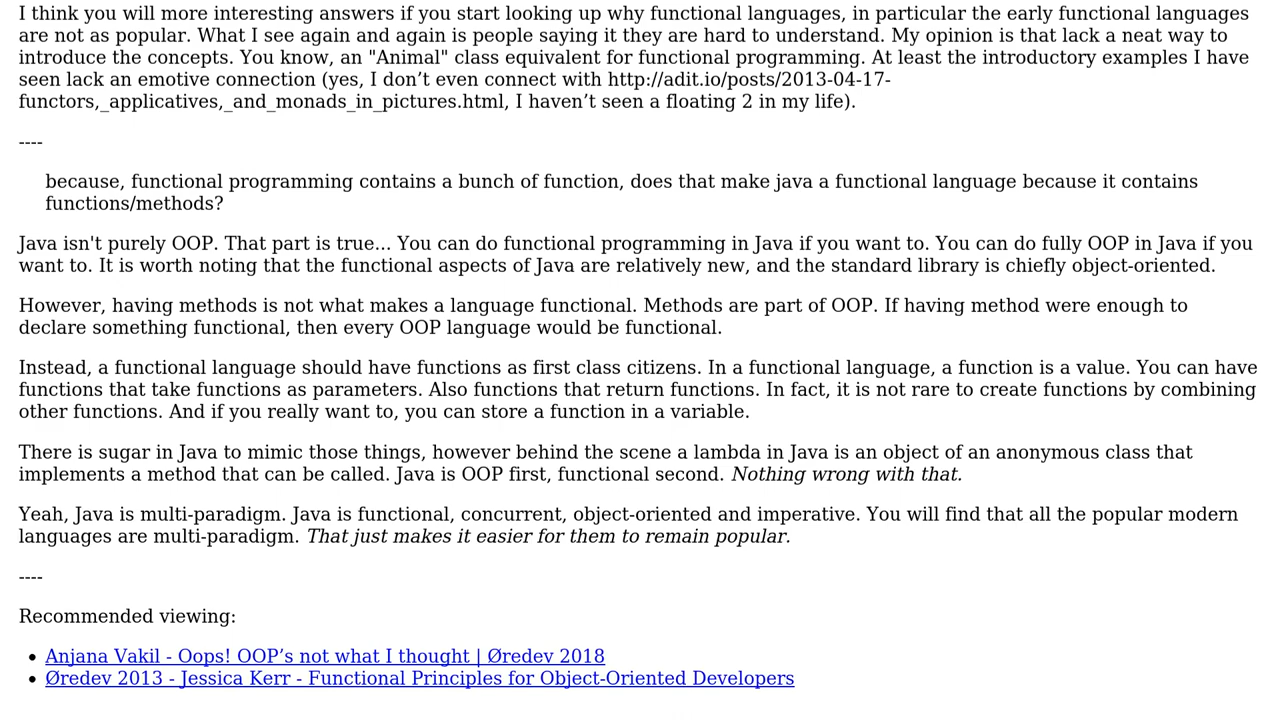 I think you will more interesting answers if you start looking up why functional languages, in particular the early functional languages
are not as popular. What I see again and again is people saying it they are hard to understand. My opinion is that lack a neat way to
introduce the concepts. You know, an "Animal" class equivalent for functional programming. At least the introductory examples I have
seen lack an emotive connection (yes, I don’t even connect with http://adit.io/posts/2013-04-17-
functors,_applicatives,_and_monads_in_pictures.html, I haven’t seen a floating 2 in my life).
----
because, functional programming contains a bunch of function, does that make java a functional language because it contains
functions/methods?
Java isn't purely OOP. That part is true... You can do functional programming in Java if you want to. You can do fully OOP in Java if you
want to. It is worth noting that the functional aspects of Java are relatively new, and the standard library is chiefly object-oriented.
However, having methods is not what makes a language functional. Methods are part of OOP. If having method were enough to
declare something functional, then every OOP language would be functional.
Instead, a functional language should have functions as first class citizens. In a functional language, a function is a value. You can have
functions that take functions as parameters. Also functions that return functions. In fact, it is not rare to create functions by combining
other functions. And if you really want to, you can store a function in a variable.
There is sugar in Java to mimic those things, however behind the scene a lambda in Java is an object of an anonymous class that
implements a method that can be called. Java is OOP first, functional second. Nothing wrong with that.
Yeah, Java is multi-paradigm. Java is functional, concurrent, object-oriented and imperative. You will find that all the popular modern
languages are multi-paradigm. That just makes it easier for them to remain popular.
----
Recommended viewing:
• Anjana Vakil - Oops! OOP’s not what I thought | Øredev 2018
• Øredev 2013 - Jessica Kerr - Functional Principles for Object-Oriented Developers